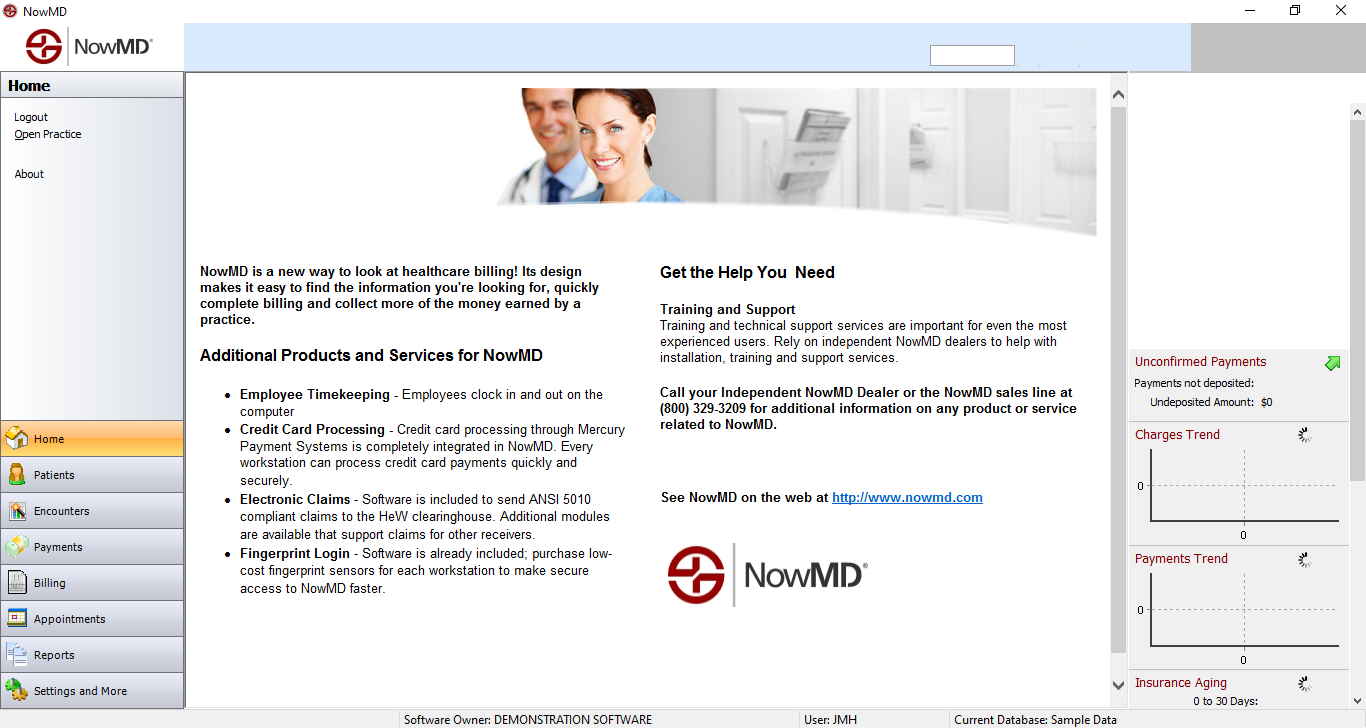 NowMD
NowMD®
Home
Logout
Open Practice
About
Home
Patients
Encounters
Payments
Billing
Appointments
Reports
Settings and More
NowMD is a new way to look at healthcare billing! Its design
makes it easy to find the information you're looking for, quickly
complete billing and collect more of the money earned by a
practice.
Additional Products and Services for NowMD
• Employee Timekeeping - Employees clock in and out on the
computer
• Credit Card Processing - Credit card processing through Mercury
Payment Systems is completely integrated in NowMD. Every
workstation can process credit card payments quickly and
securely.
• Electronic Claims - Software is included to send ANSI 5010
compliant claims to the HeW clearinghouse. Additional modules
are available that support claims for other receivers.
• Fingerprint Login - Software is already included; purchase low-
cost fingerprint sensors for each workstation to make secure
access to NowMD faster.
Get the Help You Need
Training and Support
Training and technical support services are important for even the most
experienced users. Rely on independent NowMD dealers to help with
installation, training and support services.
Call your Independent NowMD Dealer or the NowMD sales line at
(800) 329-3209 for additional information on any product or service
related to NowMD.
See NowMD on the web at http://www.nowmd.com
NowMD®
Unconfirmed Payments
Payments not deposited:
Undeposited Amount: $0
Charges Trend
0
0
Payments Trend
0
0
Insurance Aging
0 to 30 Days:
Software Owner: DEMONSTRATION SOFTWARE
User: JMH
Current Database: Sample Data